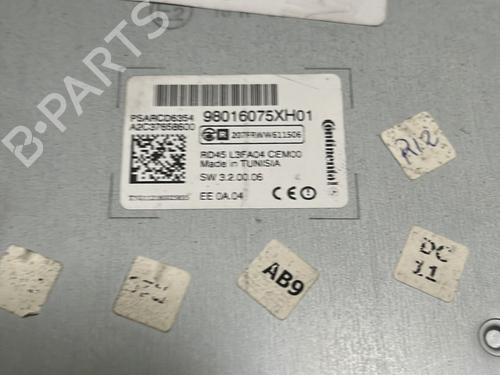 B-PARTS
PSARCD6354
A2C37658600
98016075XH01
R 207FRWW611506
RD45 L3FA04 CEM00
Made in TUNISIA
SW 3.2.00.06
EE 0A.04
CE
Continental
R12
AB9
DC
11